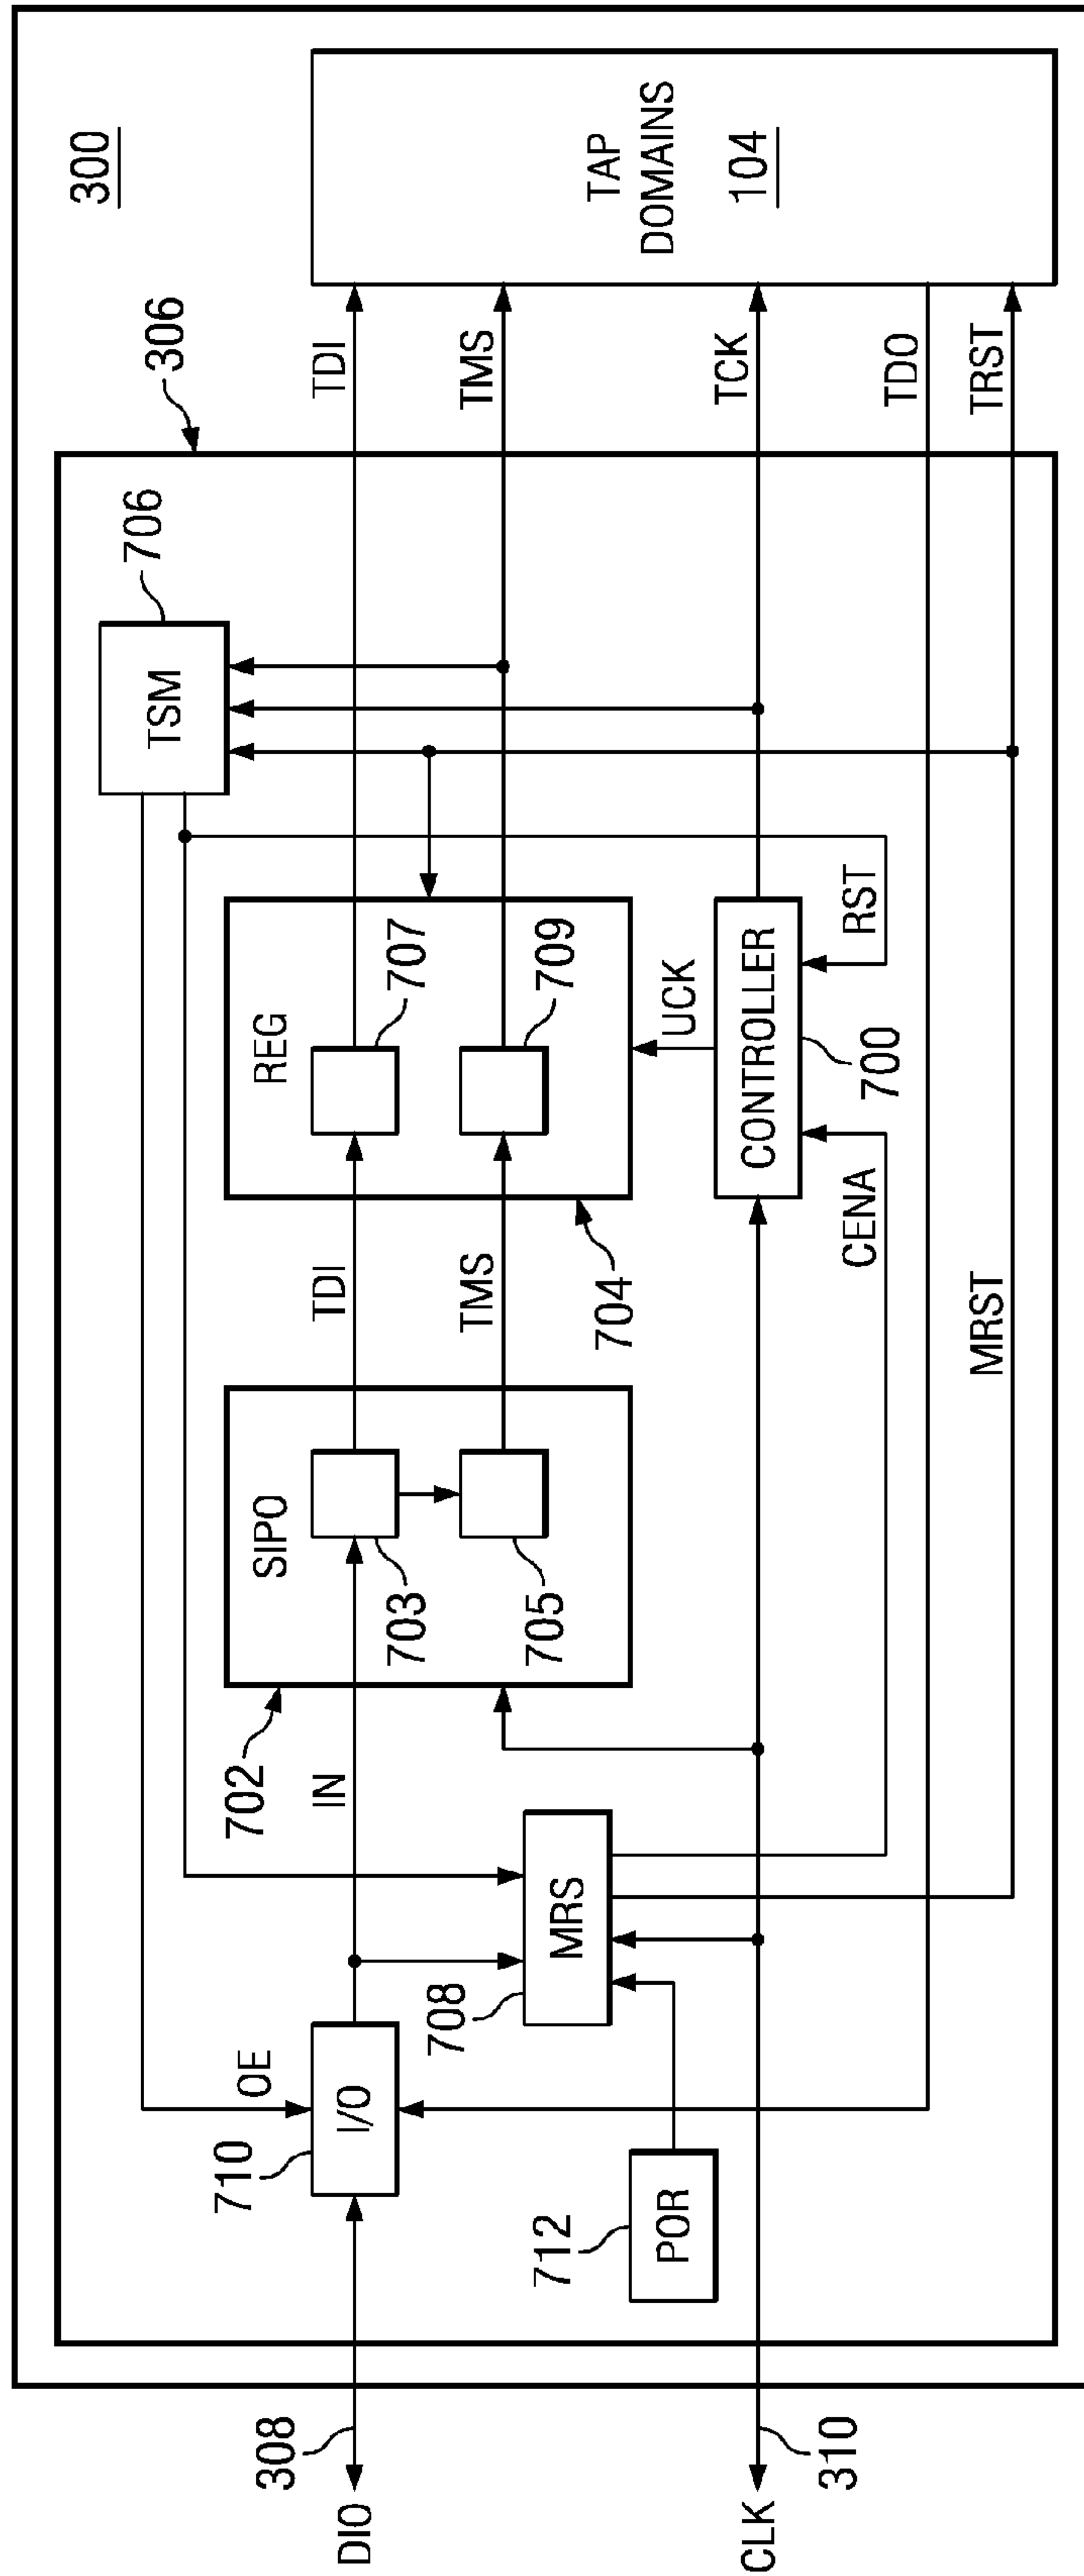 300
306
706
TSM
TAP
DOMAINS
104
TDI
TMS
TCK
TDO
TRST
REG
707
709
704
UCK
CONTROLLER
700
RST
CENA
MRST
TDI
TMS
SIPO
703
705
702
IN
MRS
708
OE
I/O
710
POR
712
308
DIO
310
CLK